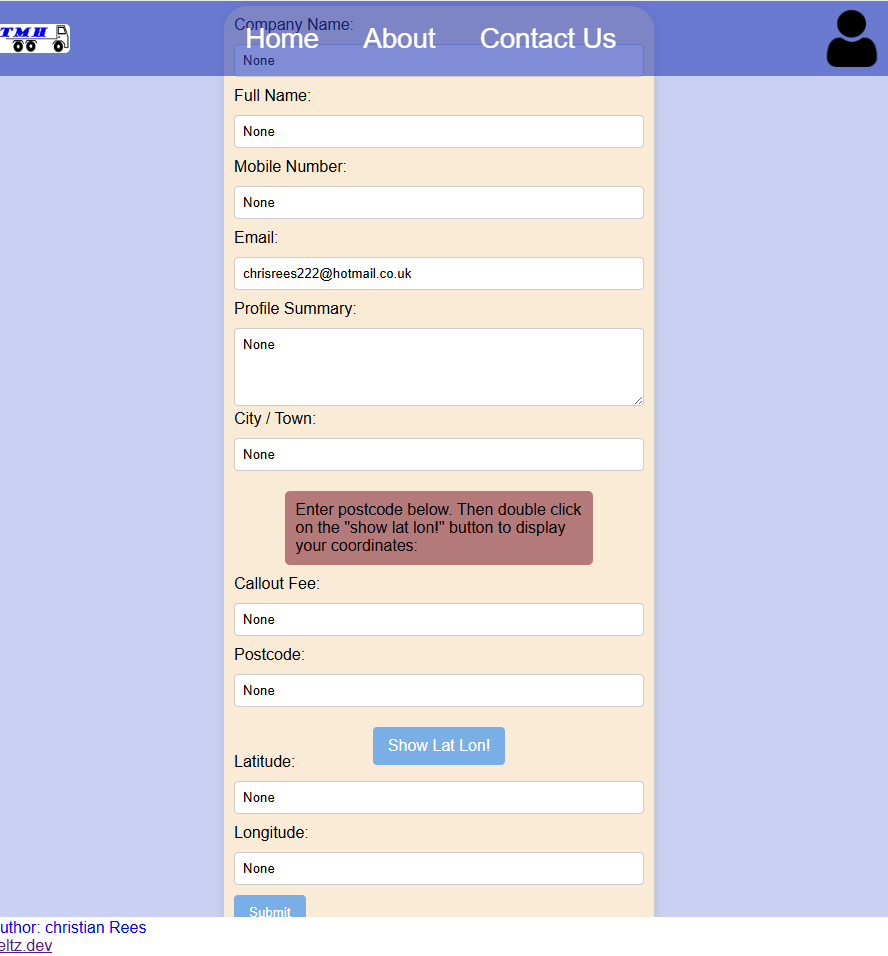 Company Name:
TMH
Home About Contact Us
None
Full Name:
None
Mobile Number:
None
Email:
chrisrees222@hotmail.co.uk
Profile Summary:
None
City / Town:
None
Enter postcode below. Then double click
on the "show lat lon!" button to display
your coordinates:
Callout Fee:
None
Postcode:
None
Show Lat Lon!
Latitude:
None
Longitude:
None
Submit
uthor: christian Rees
eltz.dev